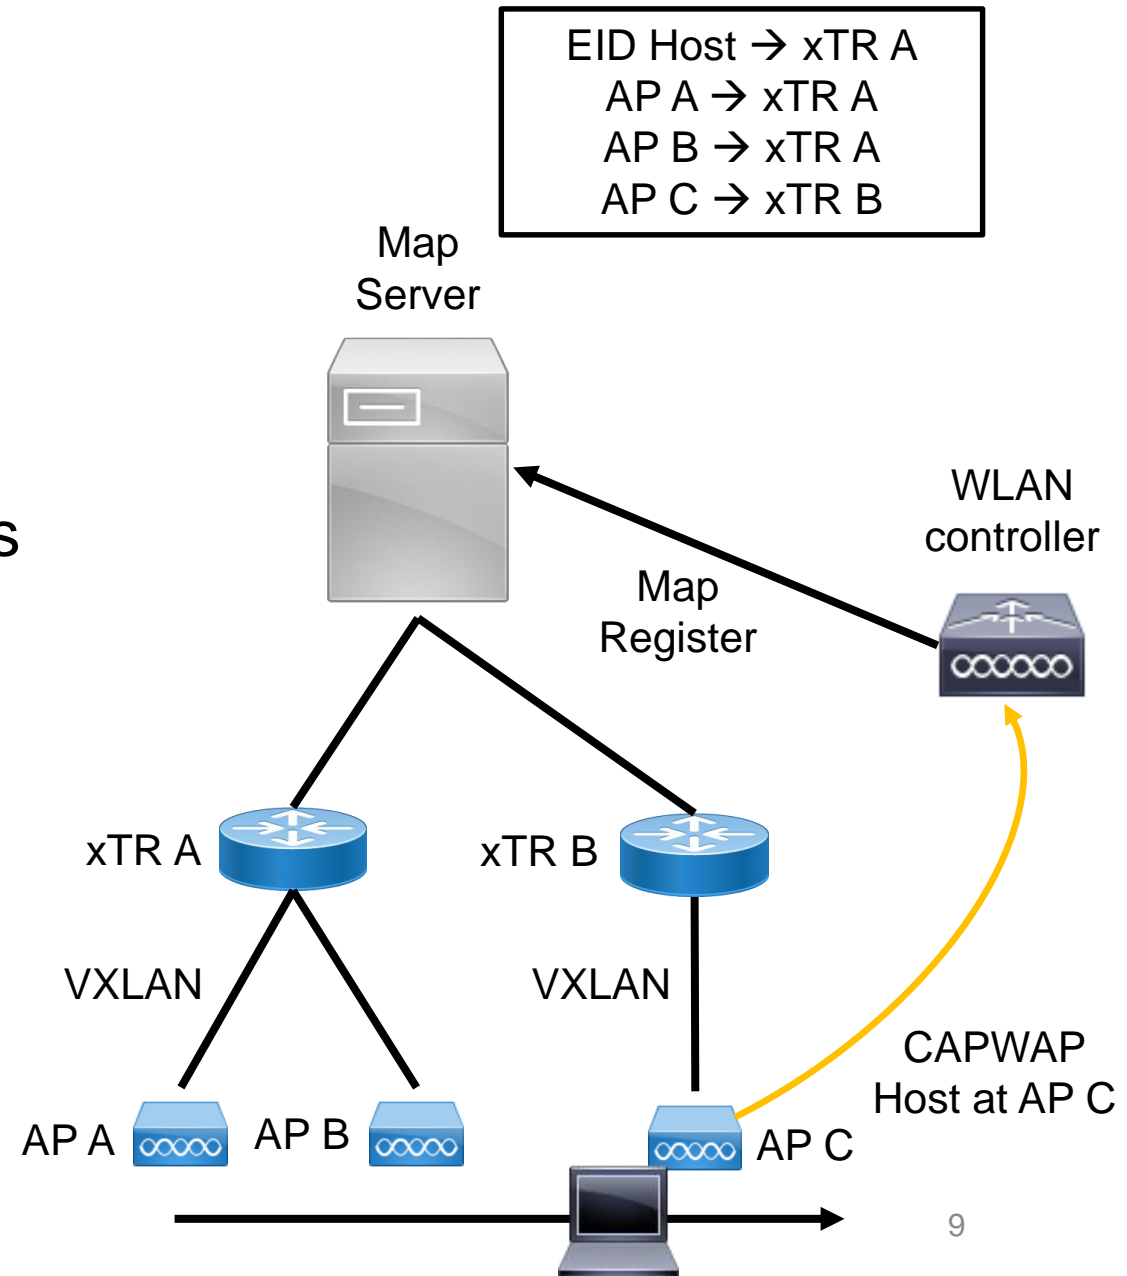 EID Host → xTR A
AP A → xTR A
AP B → xTR A
AP C → xTR B
Map
Server
WLAN
controller
s
Map
Register
xTR A
xTR B
VXLAN
VXLAN
CAPWAP
Host at AP C
AP A
AP B
AP C
9